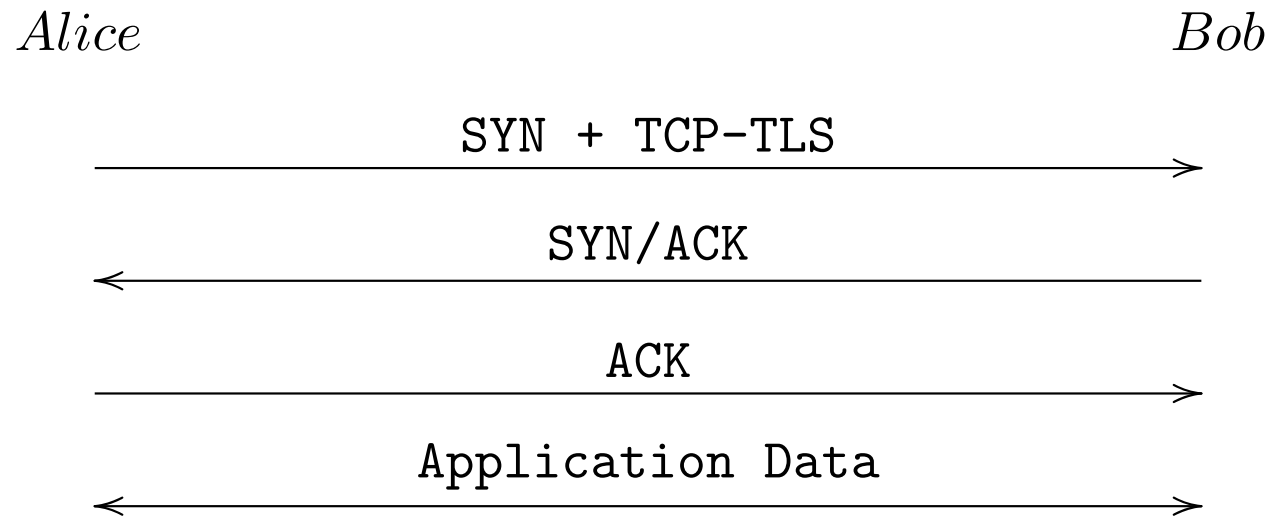 Alice Bob
SYN + TCP-TLS
SYN/ACK
ACK
Application Data